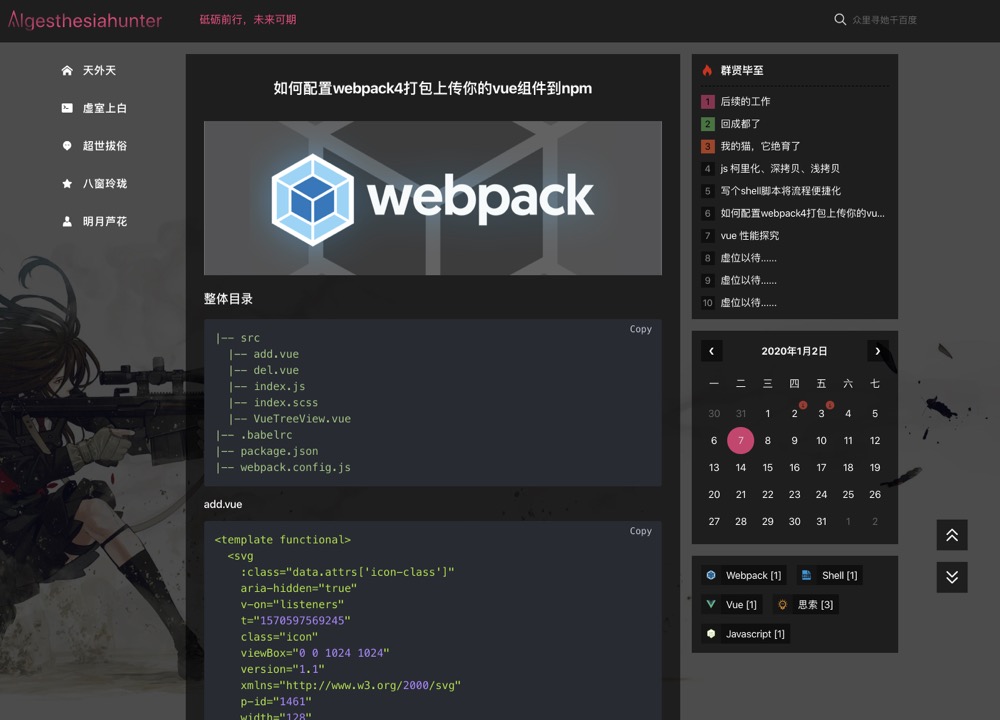 Algesthesiahunter
砥砺前行，未来可期
众里寻她千百度
天外天
虚室上白
超世拔俗
八窗玲珑
明月芦花
如何配置webpack4打包上传你的vue组件到npm
webpack
整体目录
Copy
|-- src
|-- add.vue
|-- del.vue
|-- index.js
|-- index.scss
|-- VueTreeView.vue
|-- .babelrc
|-- package.json
|-- webpack.config.js
add.vue
Copy
<template functional>
<svg
:class="data.attrs['icon-class']"
aria-hidden="true"
v-on="listeners"
t="1570597569245"
class="icon"
viewBox="0 0 1024 1024"
version="1.1"
xmlns="http://www.w3.org/2000/svg"
p-id="1461"
width="128"
群贤毕至
1 后续的工作
2 回成都了
3 我的猫，它绝育了
4 js 柯里化、深拷贝、浅拷贝
5 写个shell脚本将流程便捷化
6 如何配置webpack4打包上传你的vu...
7 vue 性能探究
8 虚位以待......
9 虚位以待......
10 虚位以待......
2020年1月2日
一 二 三 四 五 六 七
30 31 1 2 3 4 5
6 7 8 9 10 11 12
13 14 15 16 17 18 19
20 21 22 23 24 25 26
27 28 29 30 31 1 2
Webpack [1] Shell [1]
Vue [1] 思索 [3]
Javascript [1]